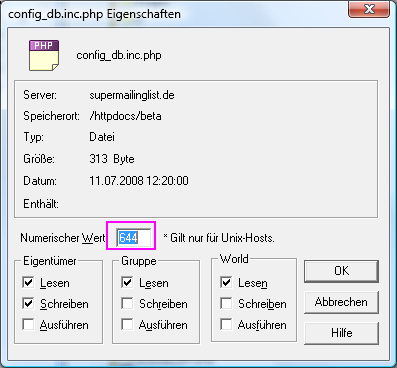 config_db.inc.php Eigenschaften
PHP
config_db.inc.php
Server: supermailinglist.de
Speicherort: /httpdocs/beta
Typ: Datei
Größe: 313 Byte
Datum: 11.07.2008 12:20:00
Enthält:
Numerischer Wert 644 * Gilt nur für Unix-Hosts.
Eigentümer
Lesen
Schreiben
Ausführen
Gruppe
Lesen
Schreiben
Ausführen
World
Lesen
Schreiben
Ausführen
OK
Abbrechen
Hilfe